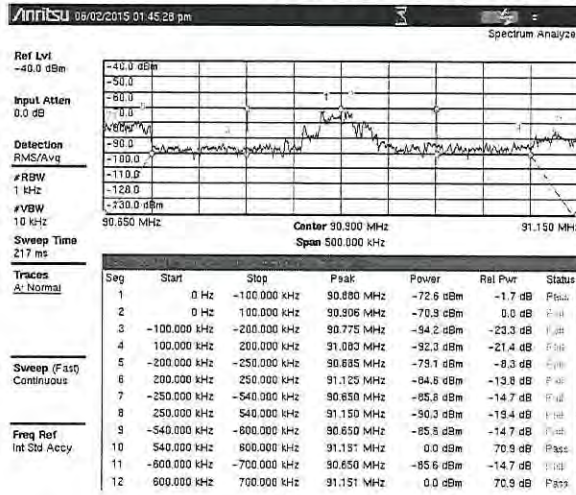 Anritsu 06/02/2015 01:45:28 pm
Spectrum Analyzer
Ref Lvl
-40.0 dBm
Input Atten
0.0 dB
Detection
RMS/Avg
#RBW
1 kHz
#VBW
10 kHz
Sweep Time
217 ms
Traces
A: Normal
Sweep (Fast)
Continuous
Freq Ref
Int Std Accy
-40.0 dBm
-50.0
-60.0
-70.0
-80.0
-90.0
-100.0
-110.0
-120.0
-130.0 dBm
90.650 MHz
Center 90.900 MHz
91.150 MHz
Span 500.000 kHz
Seg Start Stop Peak Power Rel Pwr Status
1 0 Hz -100.000 kHz 90.880 MHz -72.6 dBm -1.7 dB
2 0 Hz 100.000 kHz 90.906 MHz -70.9 dBm 0.0 dB
3 -100.000 kHz -200.000 kHz 90.775 MHz -94.2 dBm -23.3 dB
4 100.000 kHz 200.000 kHz 91.083 MHz -92.3 dBm -21.4 dB
5 -200.000 kHz -250.000 kHz 90.685 MHz -79.1 dBm -8.3 dB
6 200.000 kHz 250.000 kHz 91.125 MHz -84.6 dBm -13.8 dB
7 -250.000 kHz -540.000 kHz 90.650 MHz -85.8 dBm -14.7 dB
8 250.000 kHz 540.000 kHz 91.150 MHz -90.3 dBm -19.4 dB
9 -540.000 kHz -600.000 kHz 90.650 MHz -85.6 dBm -14.7 dB
10 540.000 kHz 600.000 kHz 91.151 MHz 0.0 dBm 70.9 dB Pass
11 -600.000 kHz -700.000 kHz 90.650 MHz -85.6 dBm -14.7 dB
12 600.000 kHz 700.000 kHz 91.151 MHz 0.0 dBm 70.9 dB Pass